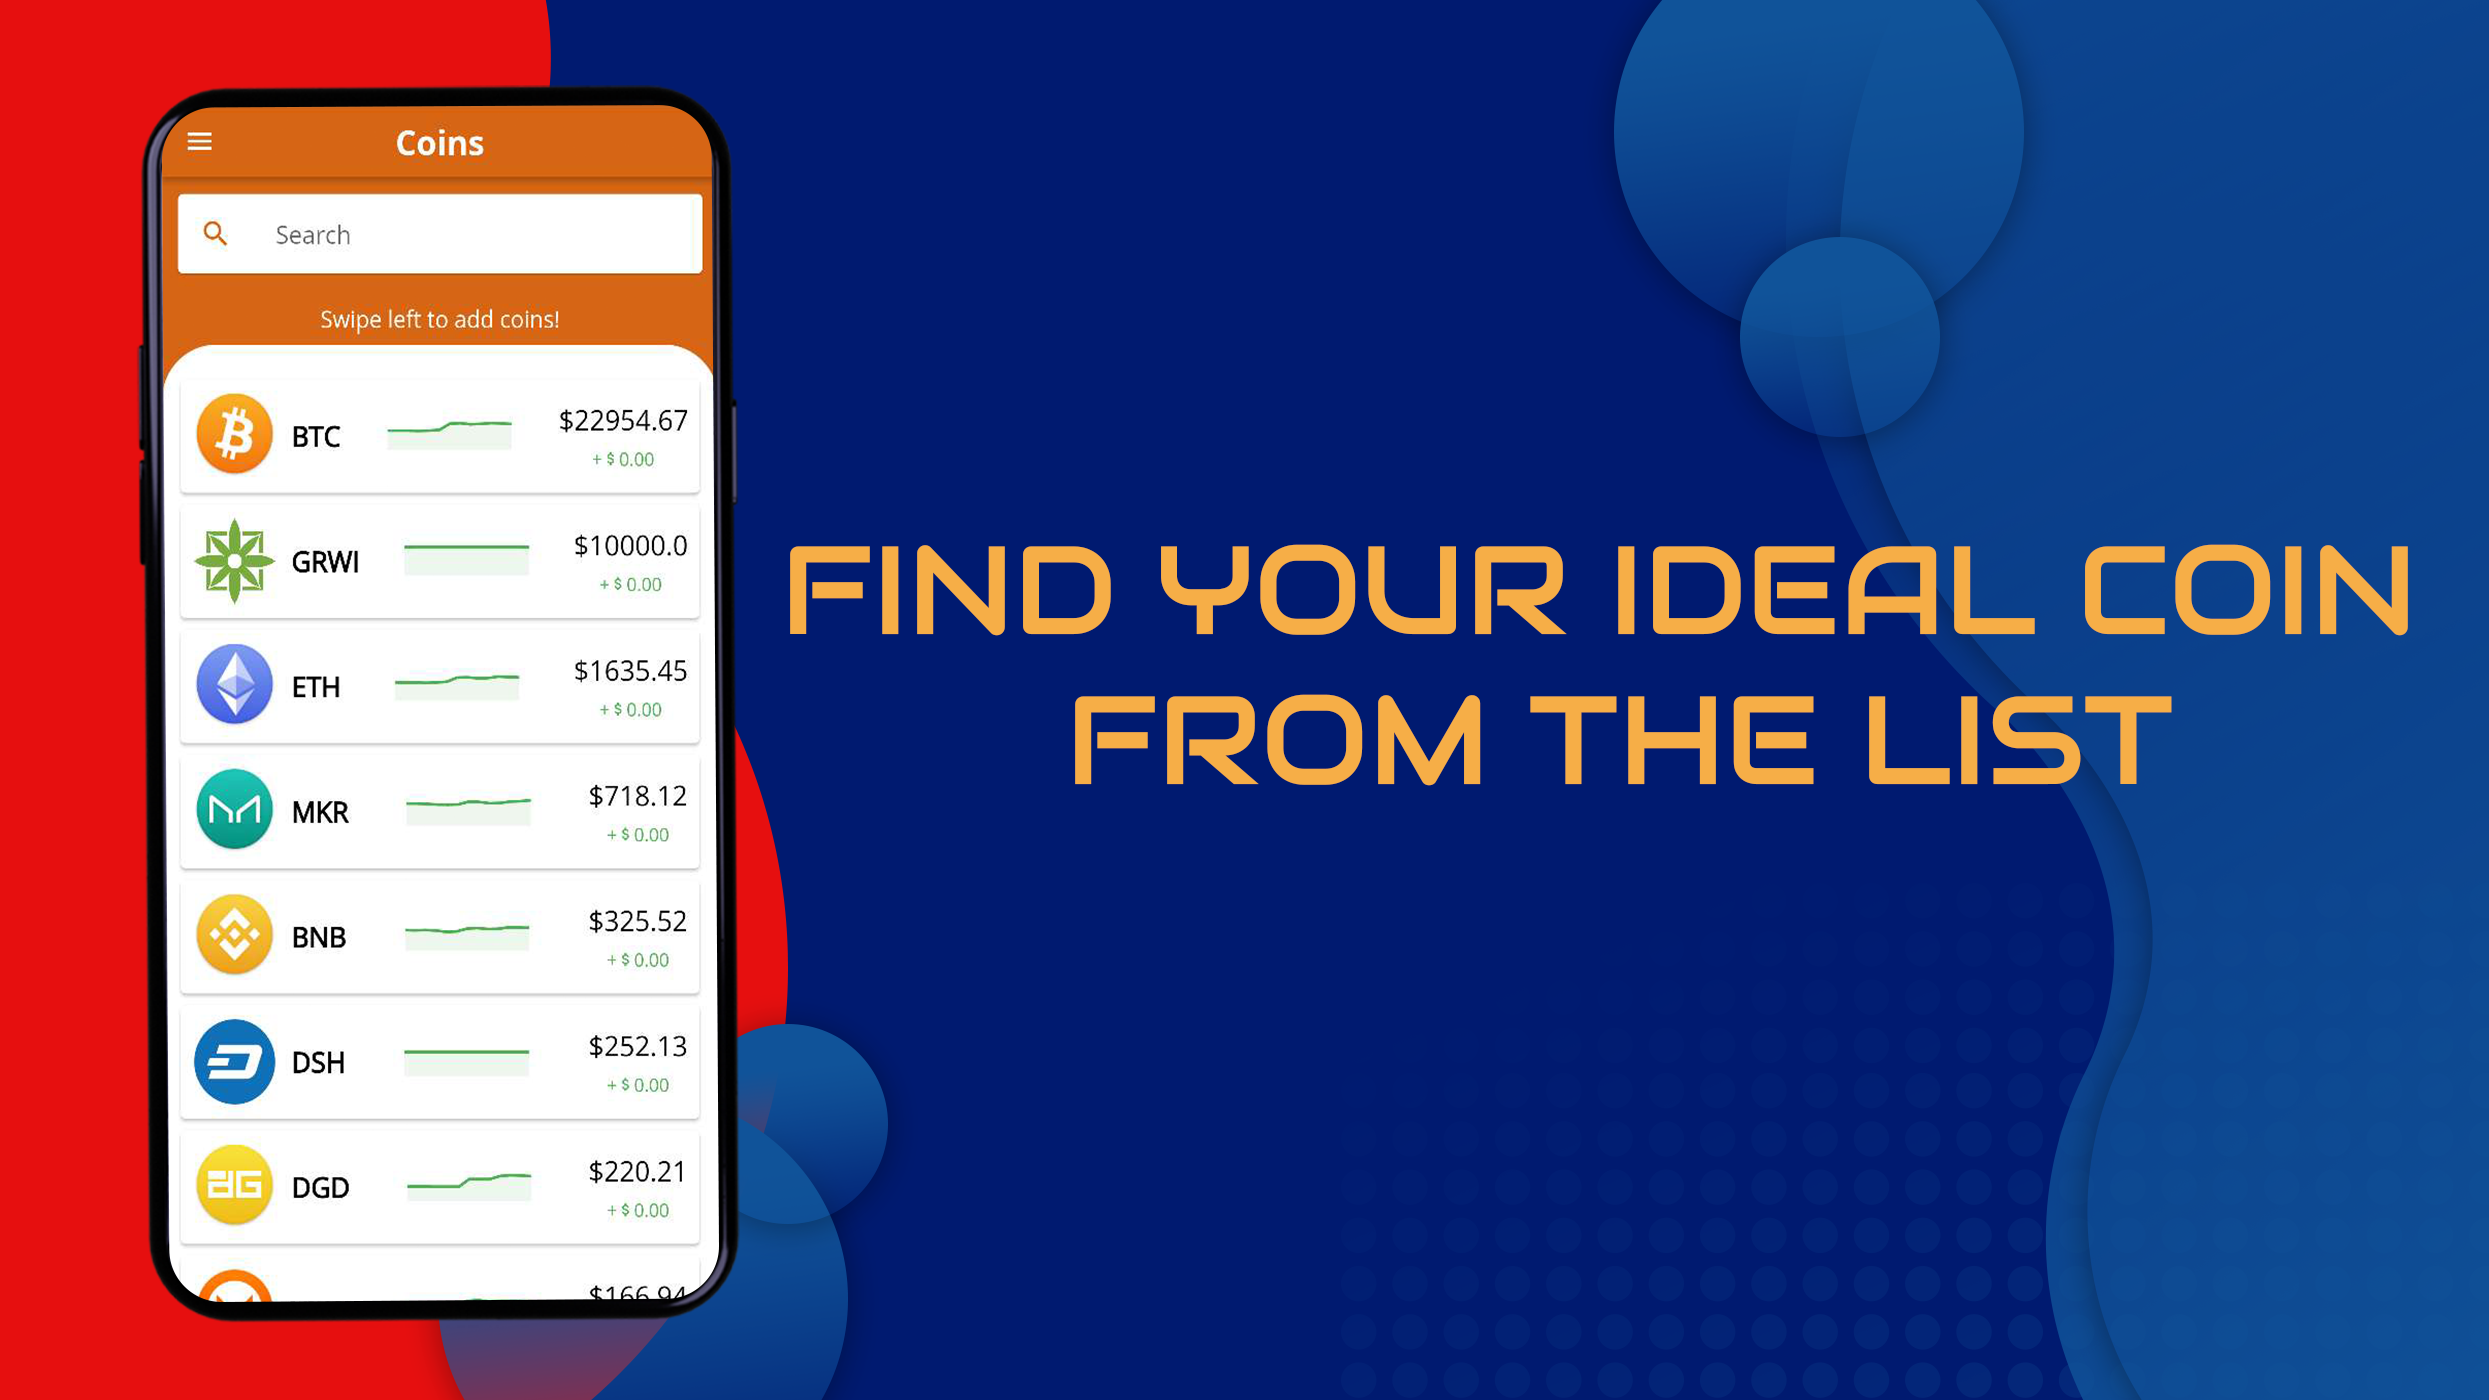 Coins
Search
Swipe left to add coins!
BTC
$22954.67
+ $ 0.00
GRWI
$10000.0
+ $ 0.00
ETH
$1635.45
+ $ 0.00
MKR
$718.12
+ $ 0.00
BNB
$325.52
+ $ 0.00
DSH
$252.13
+ $ 0.00
DGD
$220.21
+ $ 0.00
$166.94
FIND YOUR IDEAL COIN
FROM THE LIST